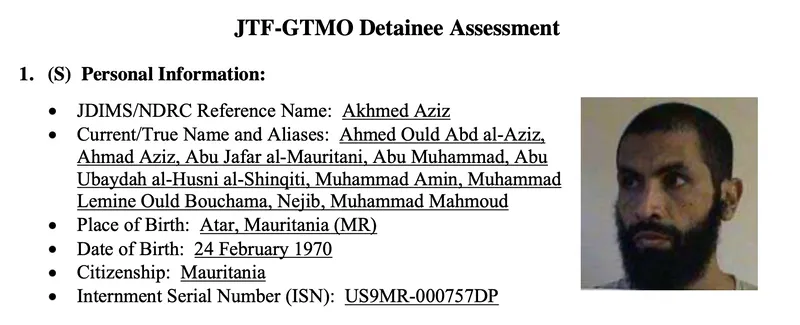 JTF-GTMO Detainee Assessment
1. (S) Personal Information:
• JDIMS/NDRC Reference Name: Akhmed Aziz
• Current/True Name and Aliases: Ahmed Ould Abd al-Aziz,
Ahmad Aziz, Abu Jafar al-Mauritani, Abu Muhammad, Abu
Ubaydah al-Husni al-Shinqiti, Muhammad Amin, Muhammad
Lemine Ould Bouchama, Nejib, Muhammad Mahmoud
• Place of Birth: Atar, Mauritania (MR)
• Date of Birth: 24 February 1970
• Citizenship: Mauritania
• Internment Serial Number (ISN): US9MR-000757DP